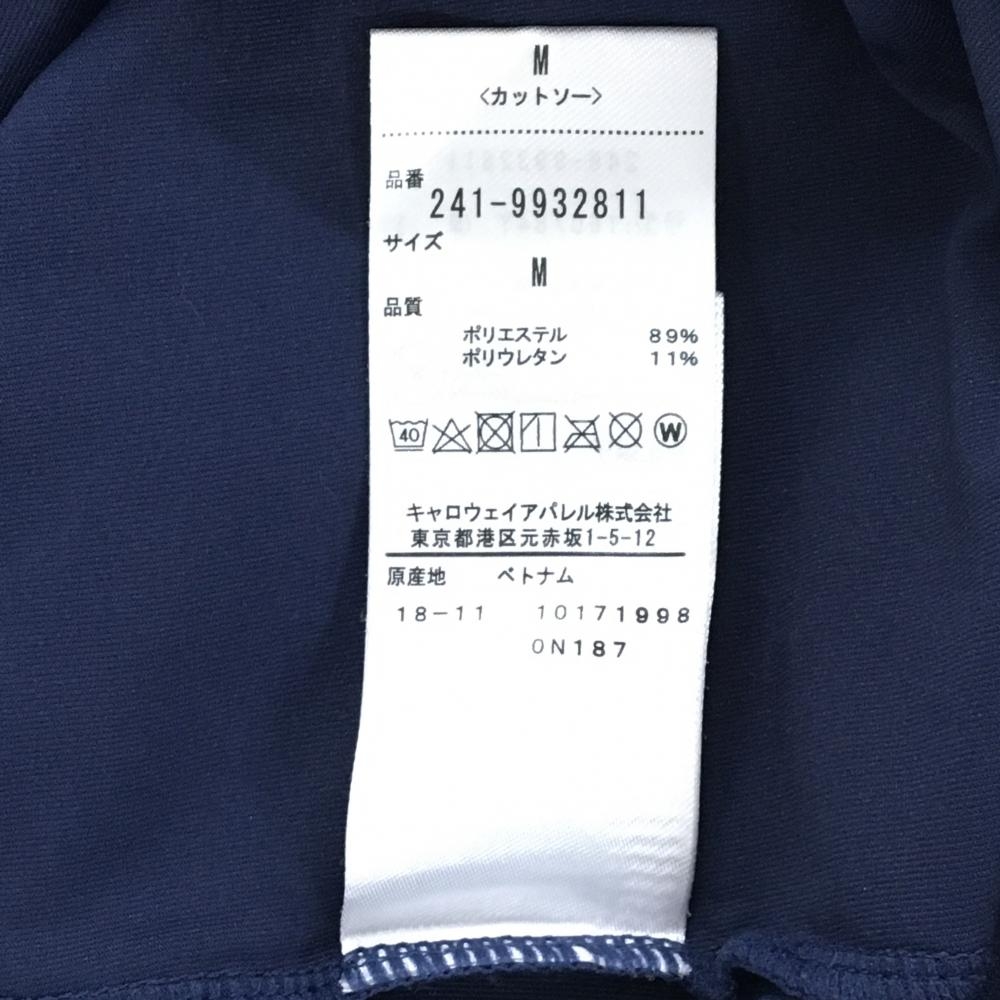 M
<カットソー>
品番
241-9932811
サイズ
M
品質
ポリエステル 89%
ポリウレタン 11%
40 W
キャロウェイアパレル株式会社
東京都港区元赤坂1-5-12
原産地 ベトナム
18-11 10171998
0N187